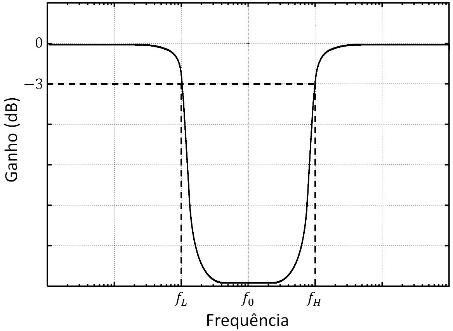 0
−3
Ganho (dB)
f_L f_0 f_H
Frequência